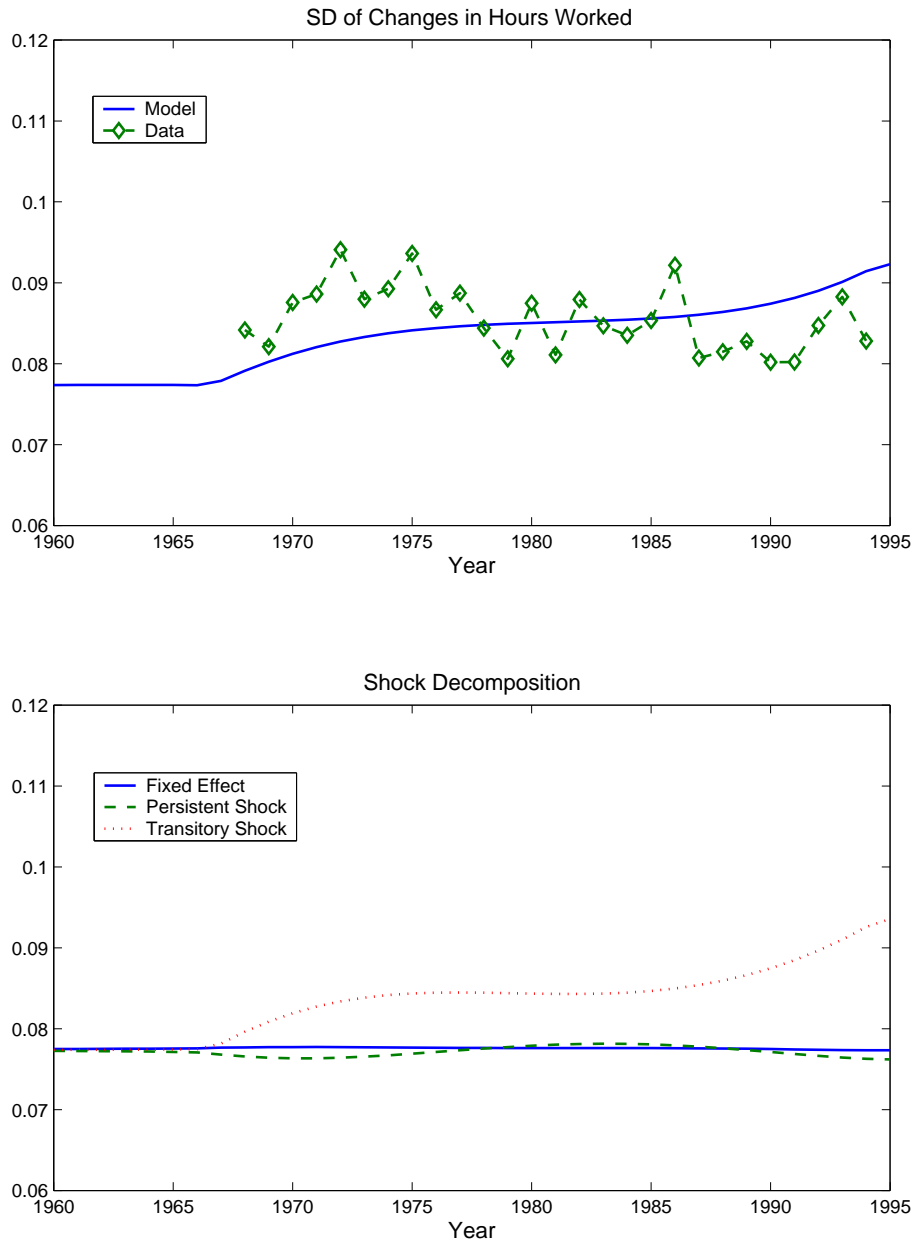 SD of Changes in Hours Worked
0.12
0.11
0.1
0.09
0.08
0.07
0.06
Model
Data
1960 1965 1970 1975 1980 1985 1990 1995
Year
Shock Decomposition
0.12
0.11
0.1
0.09
0.08
0.07
0.06
Fixed Effect
Persistent Shock
Transitory Shock
1960 1965 1970 1975 1980 1985 1990 1995
Year